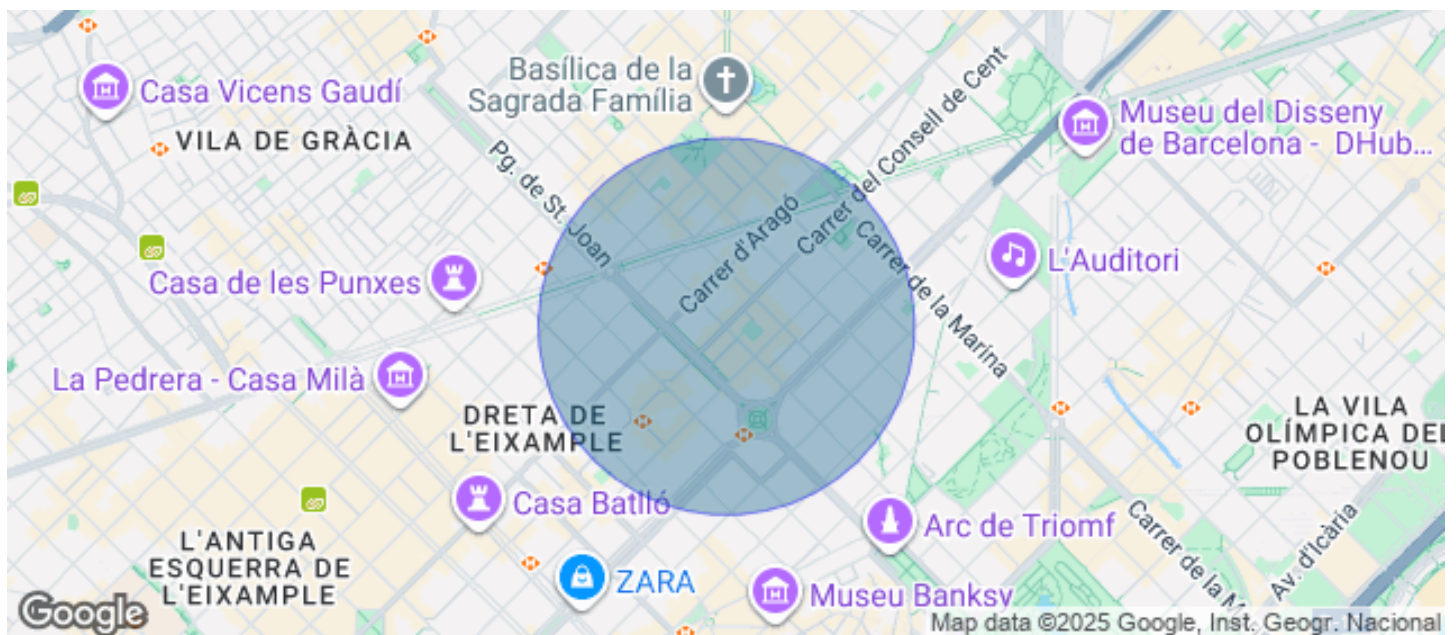 Basílica de la
Sagrada Família
Casa Vicens Gaudí
Museu del Disseny
de Barcelona - DHub...
VILA DE GRÀCIA
Carrer del Consell de Cent
Pg. de St. Joan
Carrer d'Aragó
Carrer de la Marina
L'Auditori
Casa de les Punxes
La Pedrera - Casa Milà
DRETA DE
L'EIXAMPLE
LA VILA
OLÍMPICA DEL
POBLENOU
Casa Batlló
Arc de Triomf
L'ANTIGA
ESQUERRA DE
L'EIXAMPLE
Carrer de la M
Av. d'Icària
ZARA
Museu Banksy
Google
Map data ©2025 Google, Inst. Geogr. Nacional